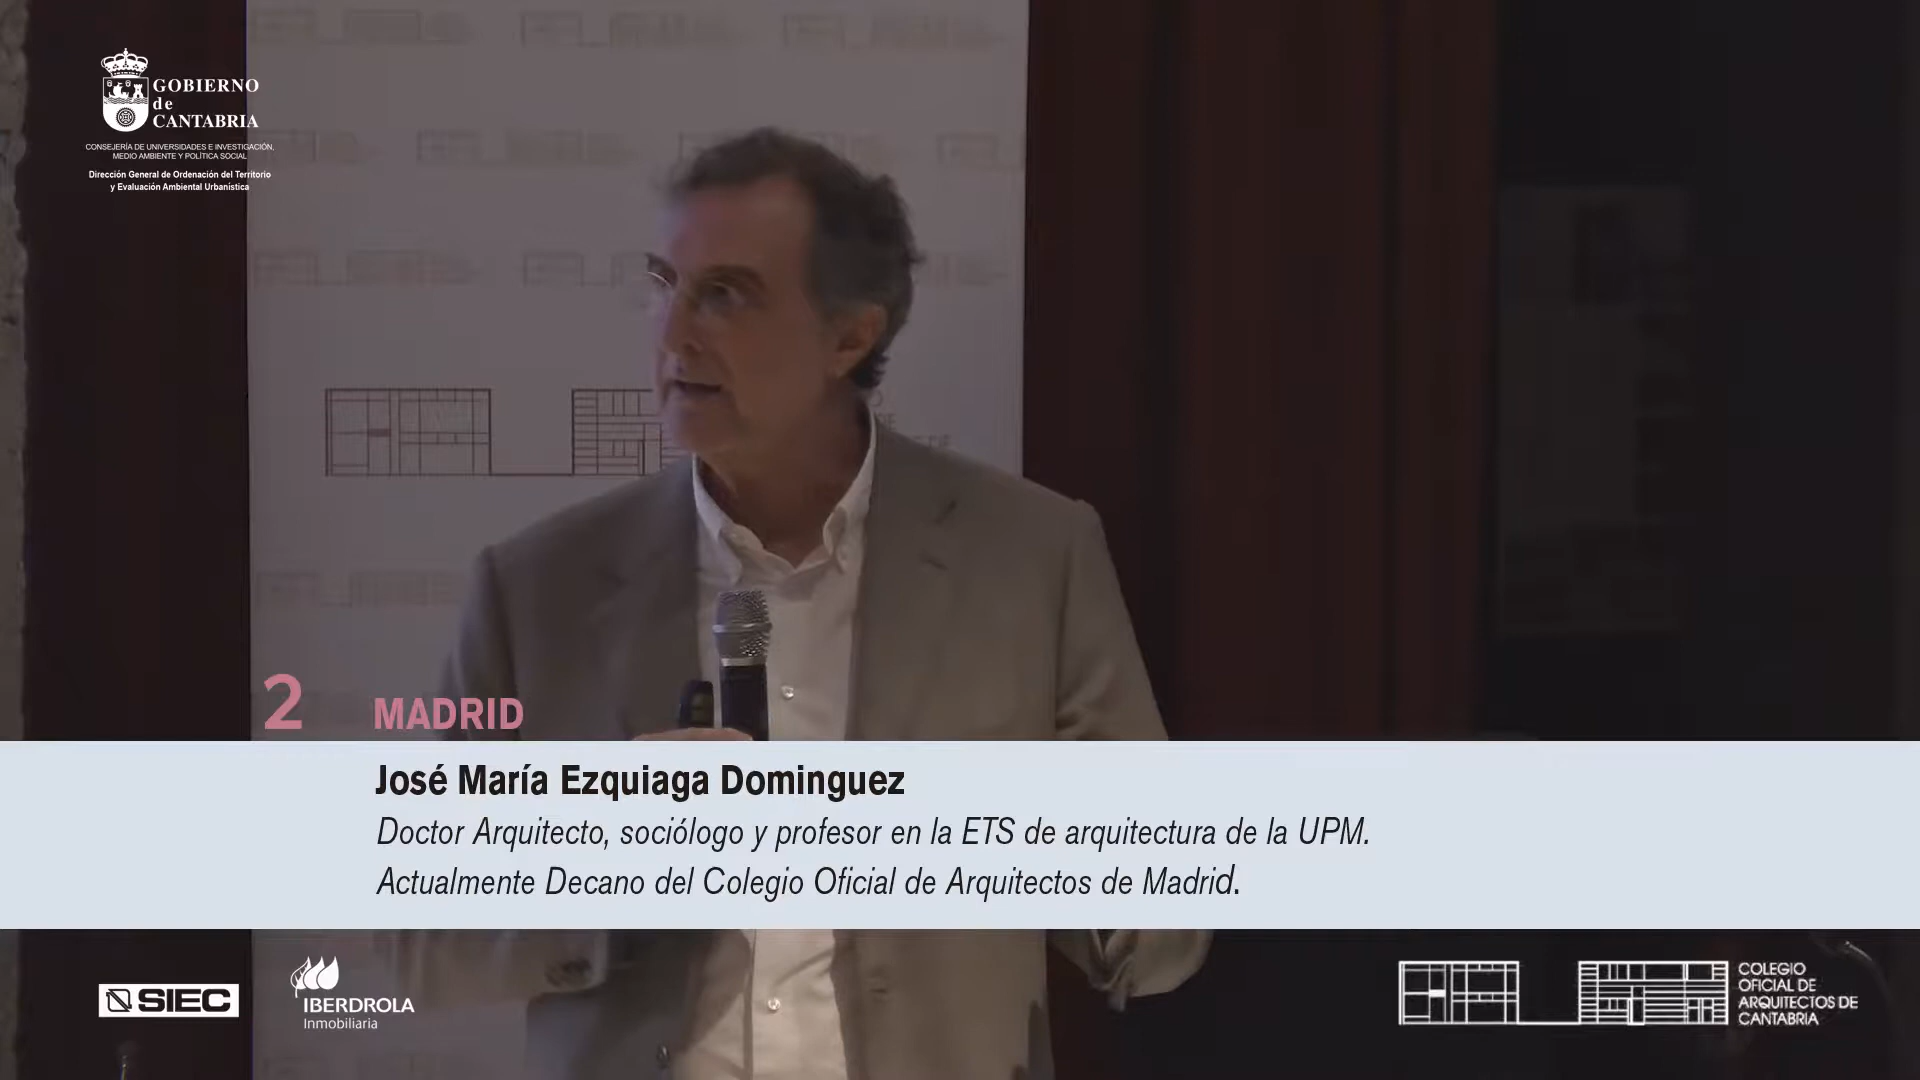 GOBIERNO
de
CANTABRIA
CONSEJERÍA DE UNIVERSIDADES E INVESTIGACIÓN,
MEDIO AMBIENTE Y POLÍTICA SOCIAL
Dirección General de Ordenación del Territorio
y Evaluación Ambiental Urbanística
2 MADRID
José María Ezquiaga Dominguez
Doctor Arquitecto, sociólogo y profesor en la ETS de arquitectura de la UPM.
Actualmente Decano del Colegio Oficial de Arquitectos de Madrid.
SIEC
IBERDROLA
Inmobiliaria
COLEGIO
OFICIAL DE
ARQUITECTOS DE
CANTABRIA